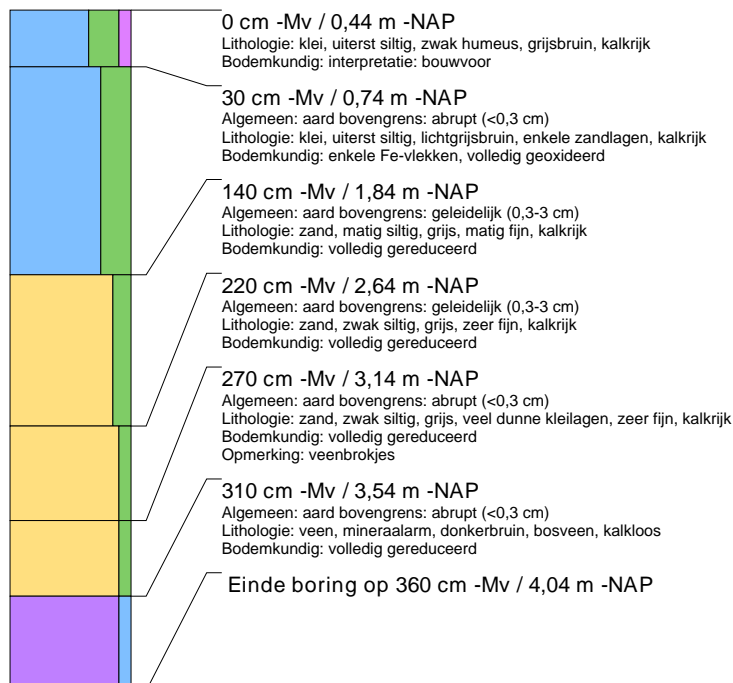 0 cm -Mv / 0,44 m -NAP
Lithologie: klei, uiterst siltig, zwak humeus, grijsbruin, kalkrijk
Bodemkundig: interpretatie: bouwvoor
30 cm -Mv / 0,74 m -NAP
Algemeen: aard bovengrens: abrupt (<0,3 cm)
Lithologie: klei, uiterst siltig, lichtgrijsbruin, enkele zandlagen, kalkrijk
Bodemkundig: enkele Fe-vlekken, volledig geoxideerd
140 cm -Mv / 1,84 m -NAP
Algemeen: aard bovengrens: geleidelijk (0,3-3 cm)
Lithologie: zand, matig siltig, grijs, matig fijn, kalkrijk
Bodemkundig: volledig gereduceerd
220 cm -Mv / 2,64 m -NAP
Algemeen: aard bovengrens: geleidelijk (0,3-3 cm)
Lithologie: zand, zwak siltig, grijs, zeer fijn, kalkrijk
Bodemkundig: volledig gereduceerd
270 cm -Mv / 3,14 m -NAP
Algemeen: aard bovengrens: abrupt (<0,3 cm)
Lithologie: zand, zwak siltig, grijs, veel dunne kleilagen, zeer fijn, kalkrijk
Bodemkundig: volledig gereduceerd
Opmerking: veenbrokjes
310 cm -Mv / 3,54 m -NAP
Algemeen: aard bovengrens: abrupt (<0,3 cm)
Lithologie: veen, mineraalarm, donkerbruin, bosveen, kalkloos
Bodemkundig: volledig gereduceerd
Einde boring op 360 cm -Mv / 4,04 m -NAP